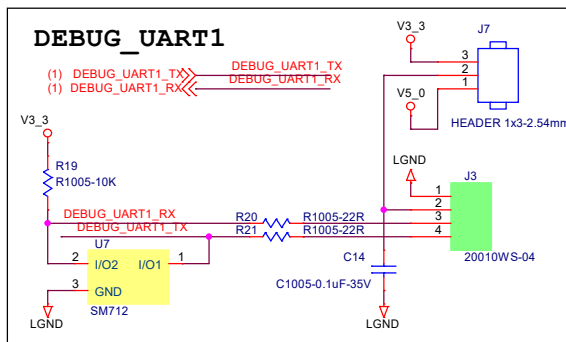 DEBUG_UART1
J7
V3_3
3
2
1
(1) DEBUG_UART1_TX
DEBUG_UART1_TX
(1) DEBUG_UART1_RX
DEBUG_UART1_RX
V5_0
HEADER 1x3-2.54mm
V3_3
LGND
J3
R19
R1005-10K
1
2
3
4
DEBUG_UART1_RX
R20
R1005-22R
DEBUG_UART1_TX
R21
R1005-22R
U7
2
I/O2
I/O1
1
C14
20010WS-04
3
GND
C1005-0.1uF-35V
SM712
LGND
LGND